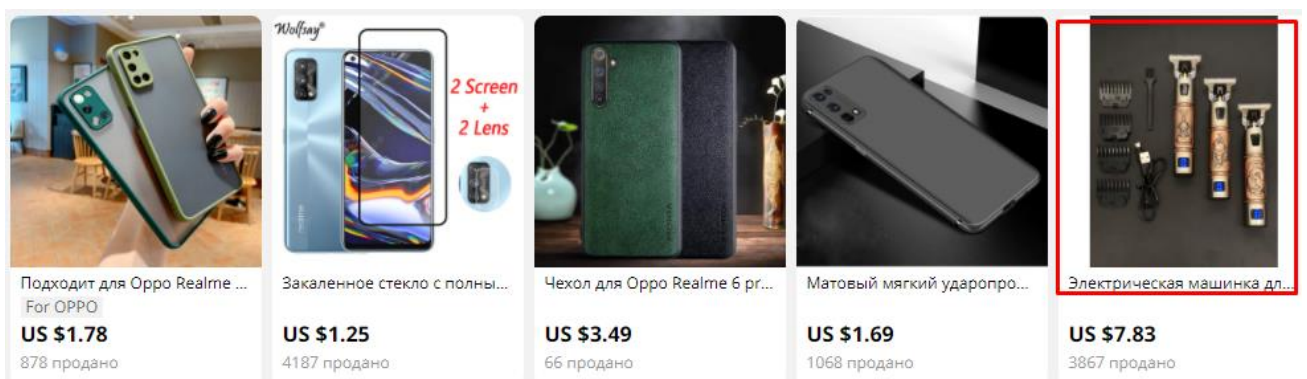 Wolfsay®
2 Screen
+
2 Lens
realme
Подходит для Oppo Realme ...
For OPPO
US $1.78
878 продано
Закаленное стекло с полны...
US $1.25
4187 продано
Чехол для Oppo Realme 6 pr...
US $3.49
66 продано
Матовый мягкий ударопро...
US $1.69
1068 продано
Электрическая машинка дл...
US $7.83
3867 продано